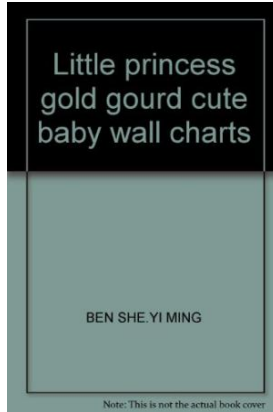 Little princess
gold gourd cute
baby wall charts
BEN SHE.YI MING
Note: This is not the actual book cover